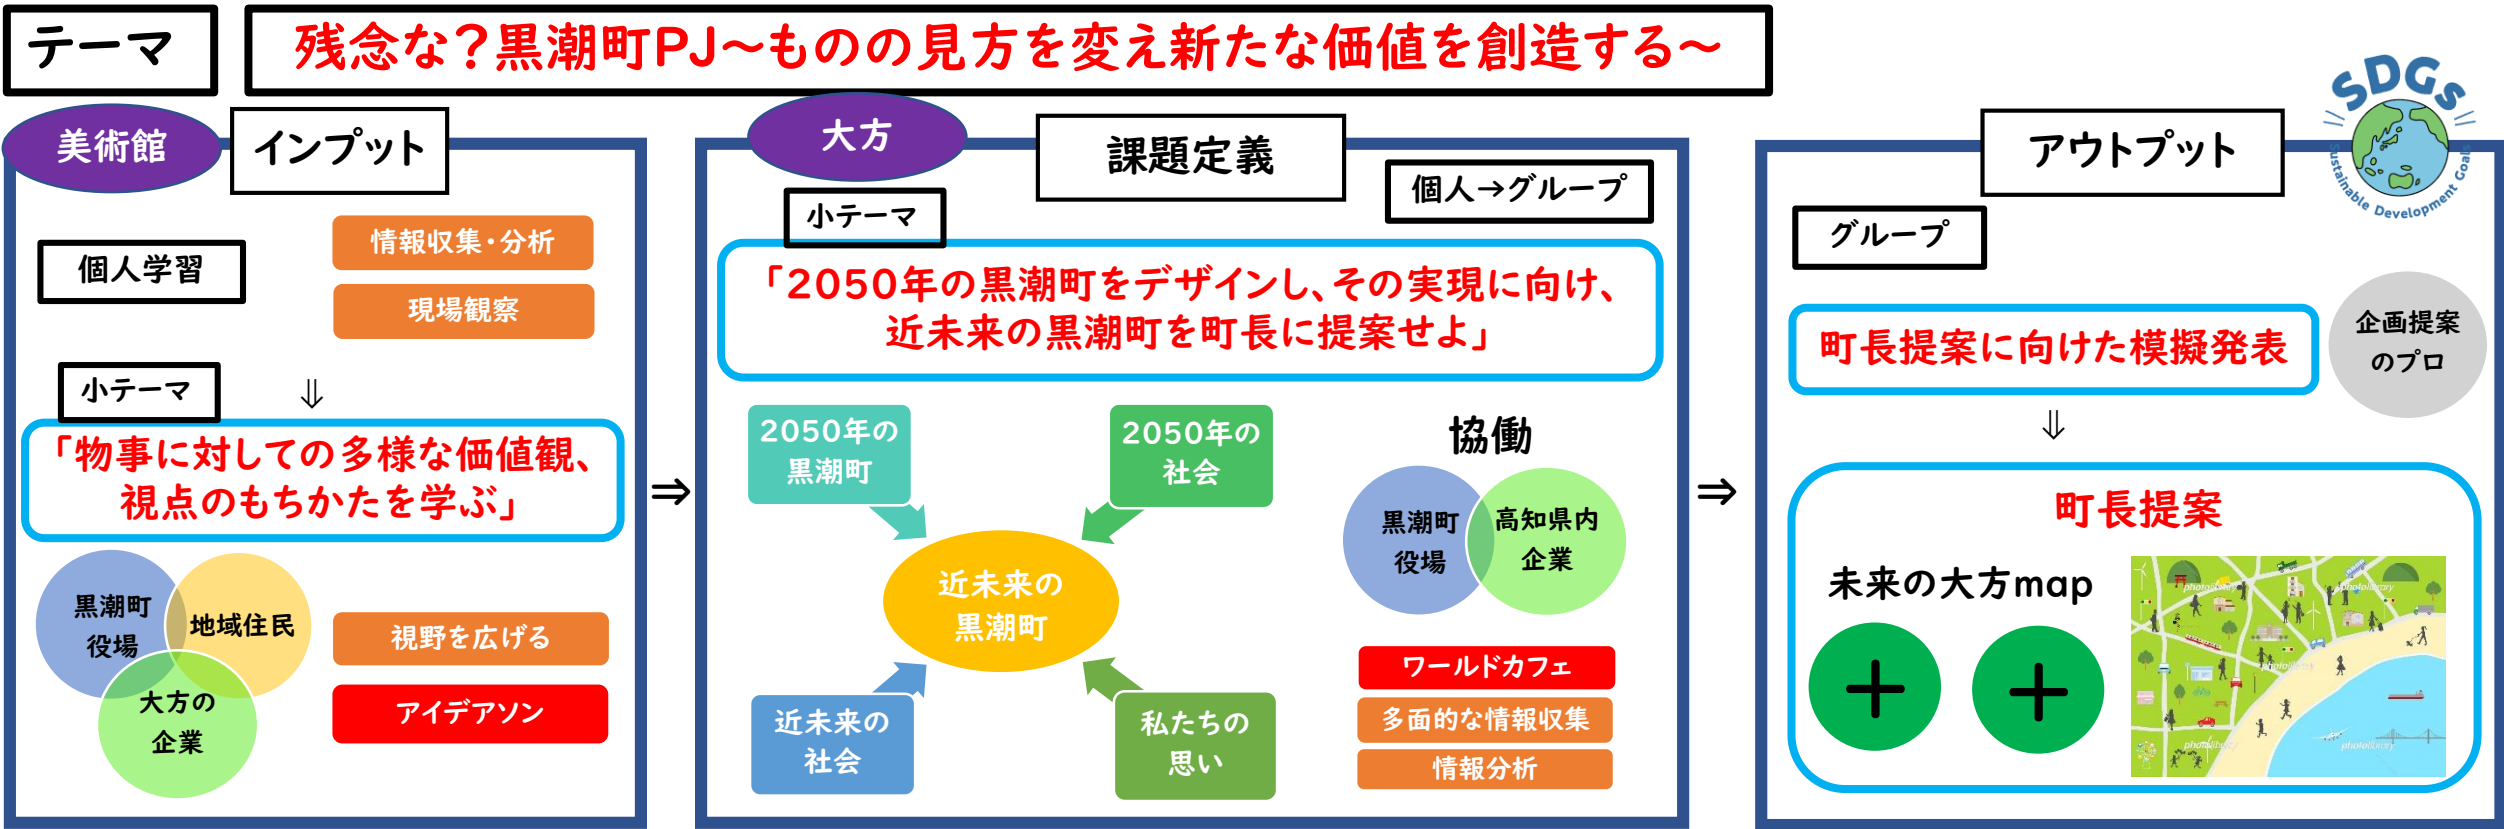 テーマ
残念な？黒潮町PJ～ものの見方を変え新たな価値を創造する～
美術館
インプット
個人学習
情報収集・分析
現場観察
小テーマ
⇓
「物事に対しての多様な価値観、
視点のもちかたを学ぶ」
黒潮町
役場
地域住民
大方の
企業
視野を広げる
アイデアソン
⇒
大方
課題定義
個人→グループ
小テーマ
「2050年の黒潮町をデザインし、その実現に向け、
近未来の黒潮町を町長に提案せよ」
2050年の
黒潮町
2050年の
社会
近未来の
黒潮町
近未来の
社会
私たちの
思い
協働
黒潮町
役場
高知県内
企業
ワールドカフェ
多面的な情報収集
情報分析
⇒
アウトプット
SDGs
Sustainable Development Goals
グループ
町長提案に向けた模擬発表
企画提案
のプロ
⇓
町長提案
未来の大方map
＋
＋
photolibrary
photolibrary
photolibrary
photolibrary
photolibrary